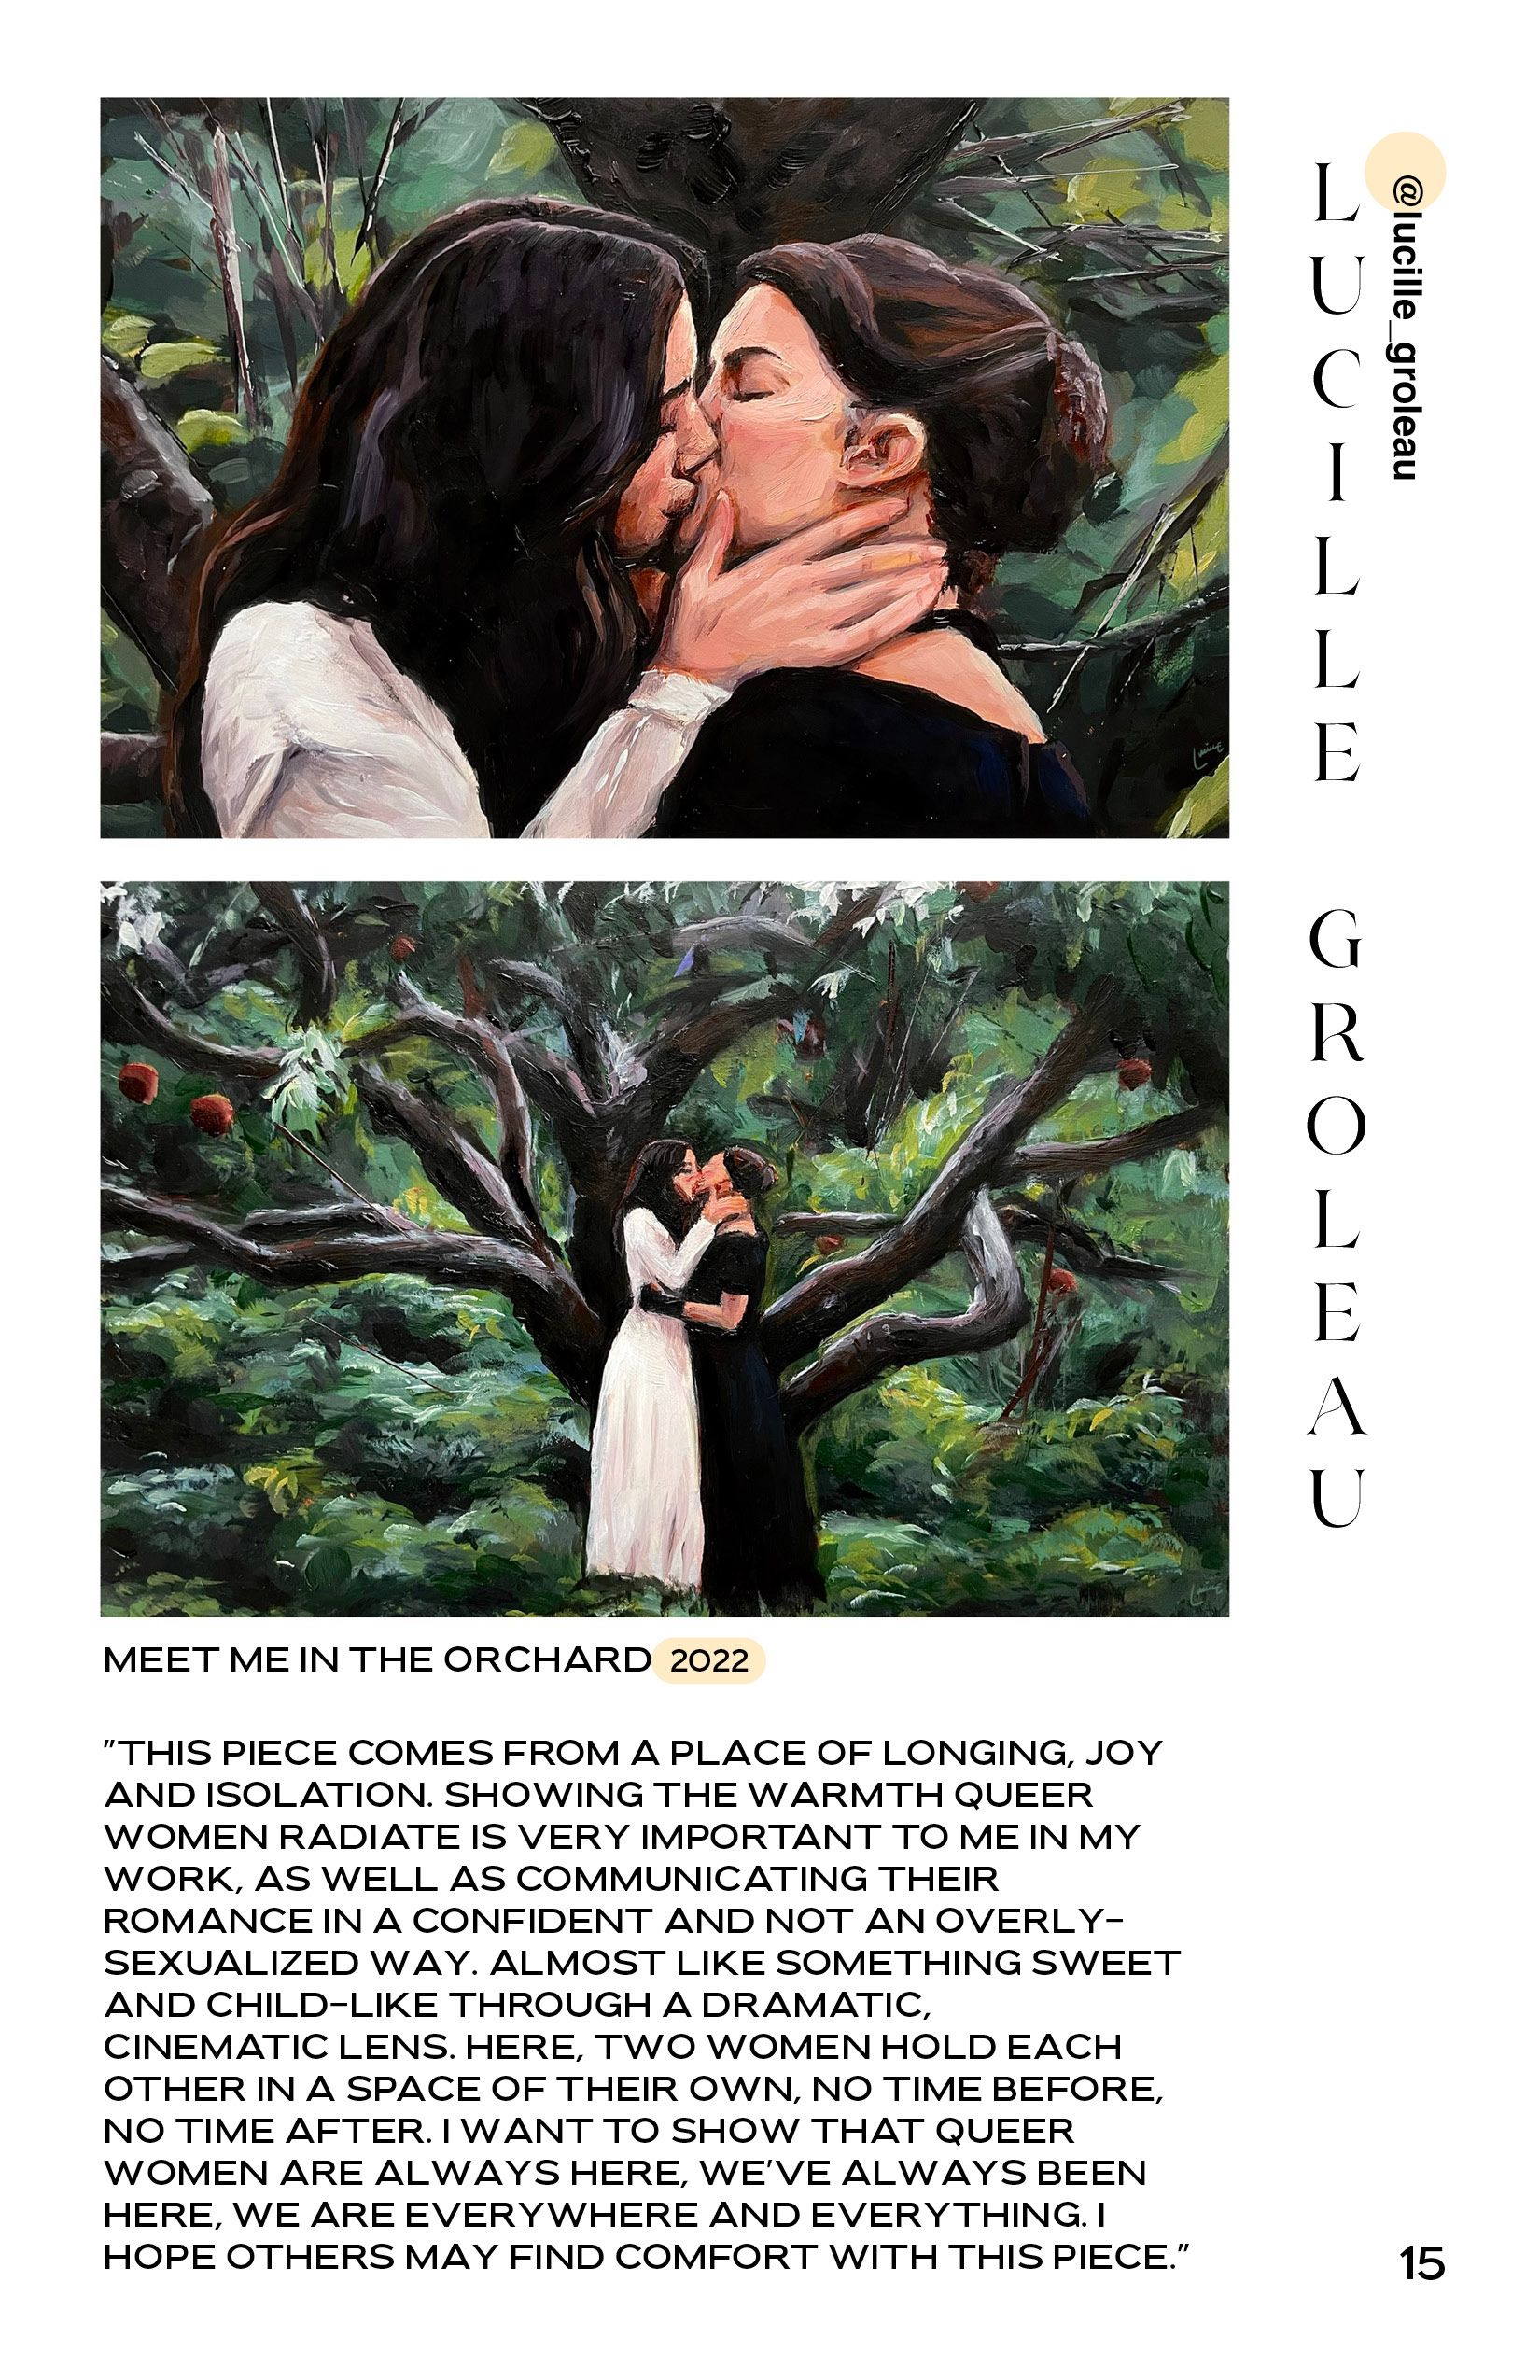 LUCILLE GROLEAU
@lucille_groleau
MEET ME IN THE ORCHARD 2022
"THIS PIECE COMES FROM A PLACE OF LONGING, JOY
AND ISOLATION. SHOWING THE WARMTH QUEER
WOMEN RADIATE IS VERY IMPORTANT TO ME IN MY
WORK, AS WELL AS COMMUNICATING THEIR
ROMANCE IN A CONFIDENT AND NOT AN OVERLY-
SEXUALIZED WAY. ALMOST LIKE SOMETHING SWEET
AND CHILD-LIKE THROUGH A DRAMATIC,
CINEMATIC LENS. HERE, TWO WOMEN HOLD EACH
OTHER IN A SPACE OF THEIR OWN, NO TIME BEFORE,
NO TIME AFTER. I WANT TO SHOW THAT QUEER
WOMEN ARE ALWAYS HERE, WE'VE ALWAYS BEEN
HERE, WE ARE EVERYWHERE AND EVERYTHING. I
HOPE OTHERS MAY FIND COMFORT WITH THIS PIECE."
15